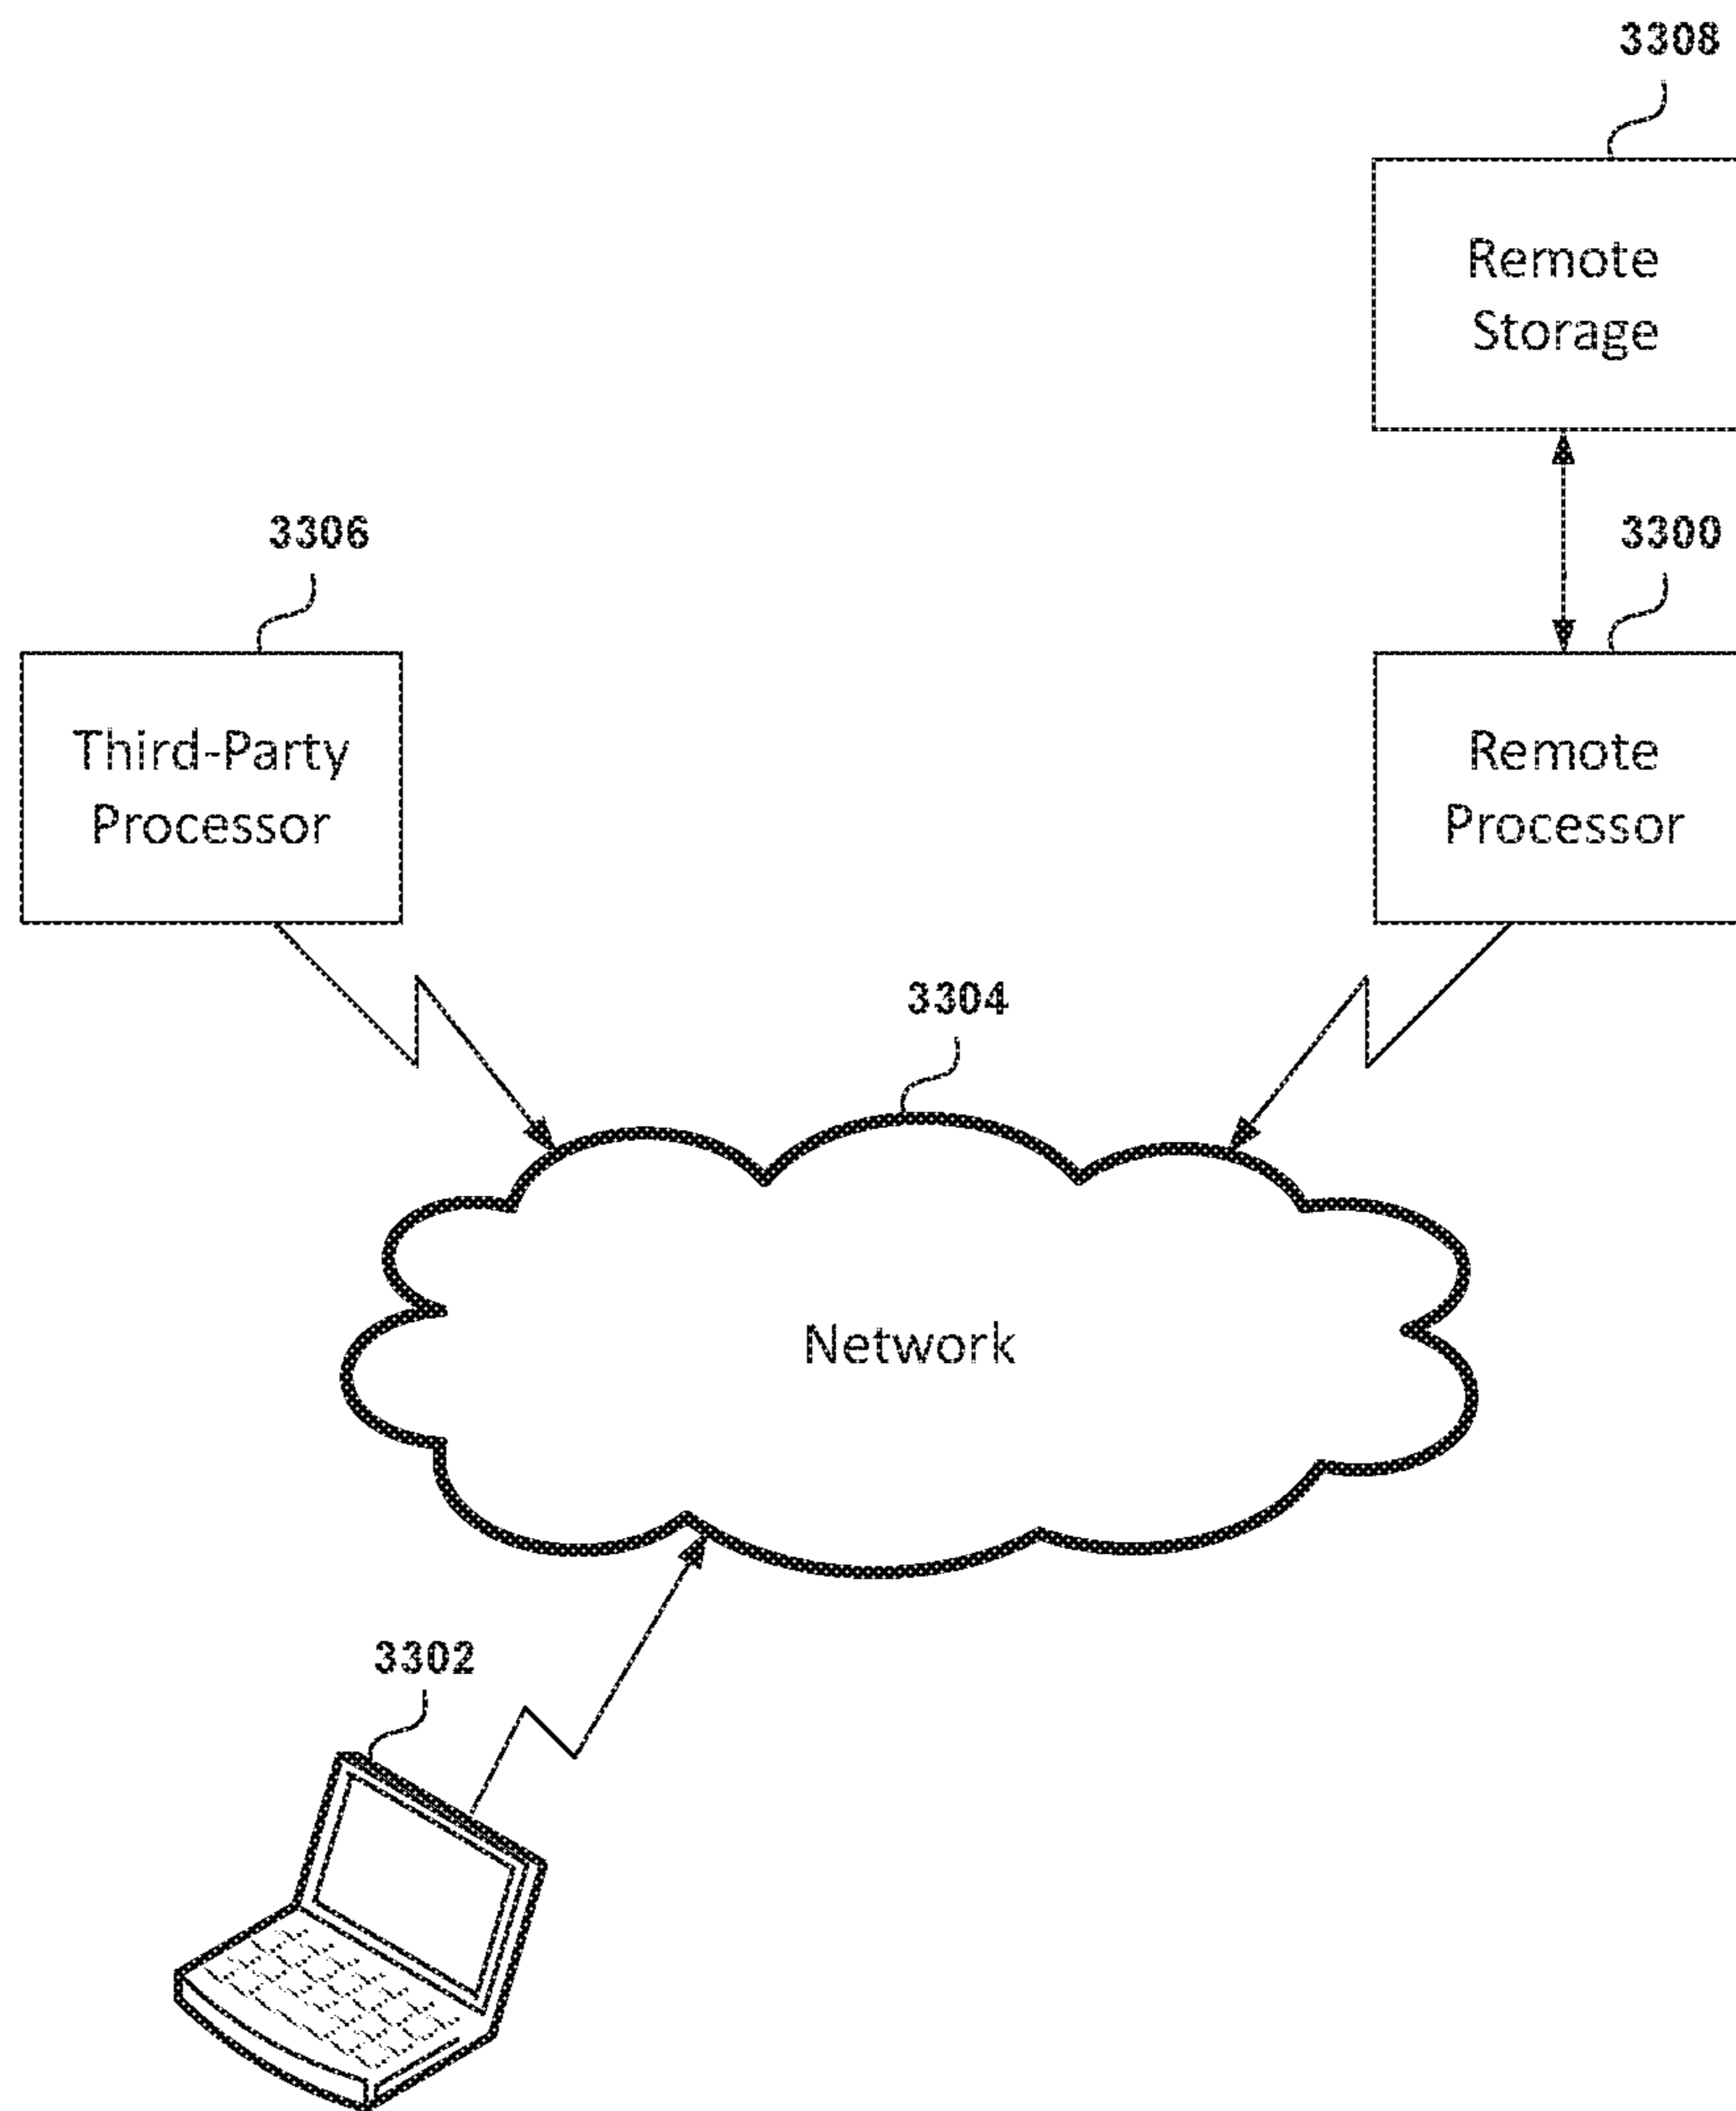 3308
Remote
Storage
3306
3300
Third-Party
Processor
Remote
Processor
3304
Network
3302